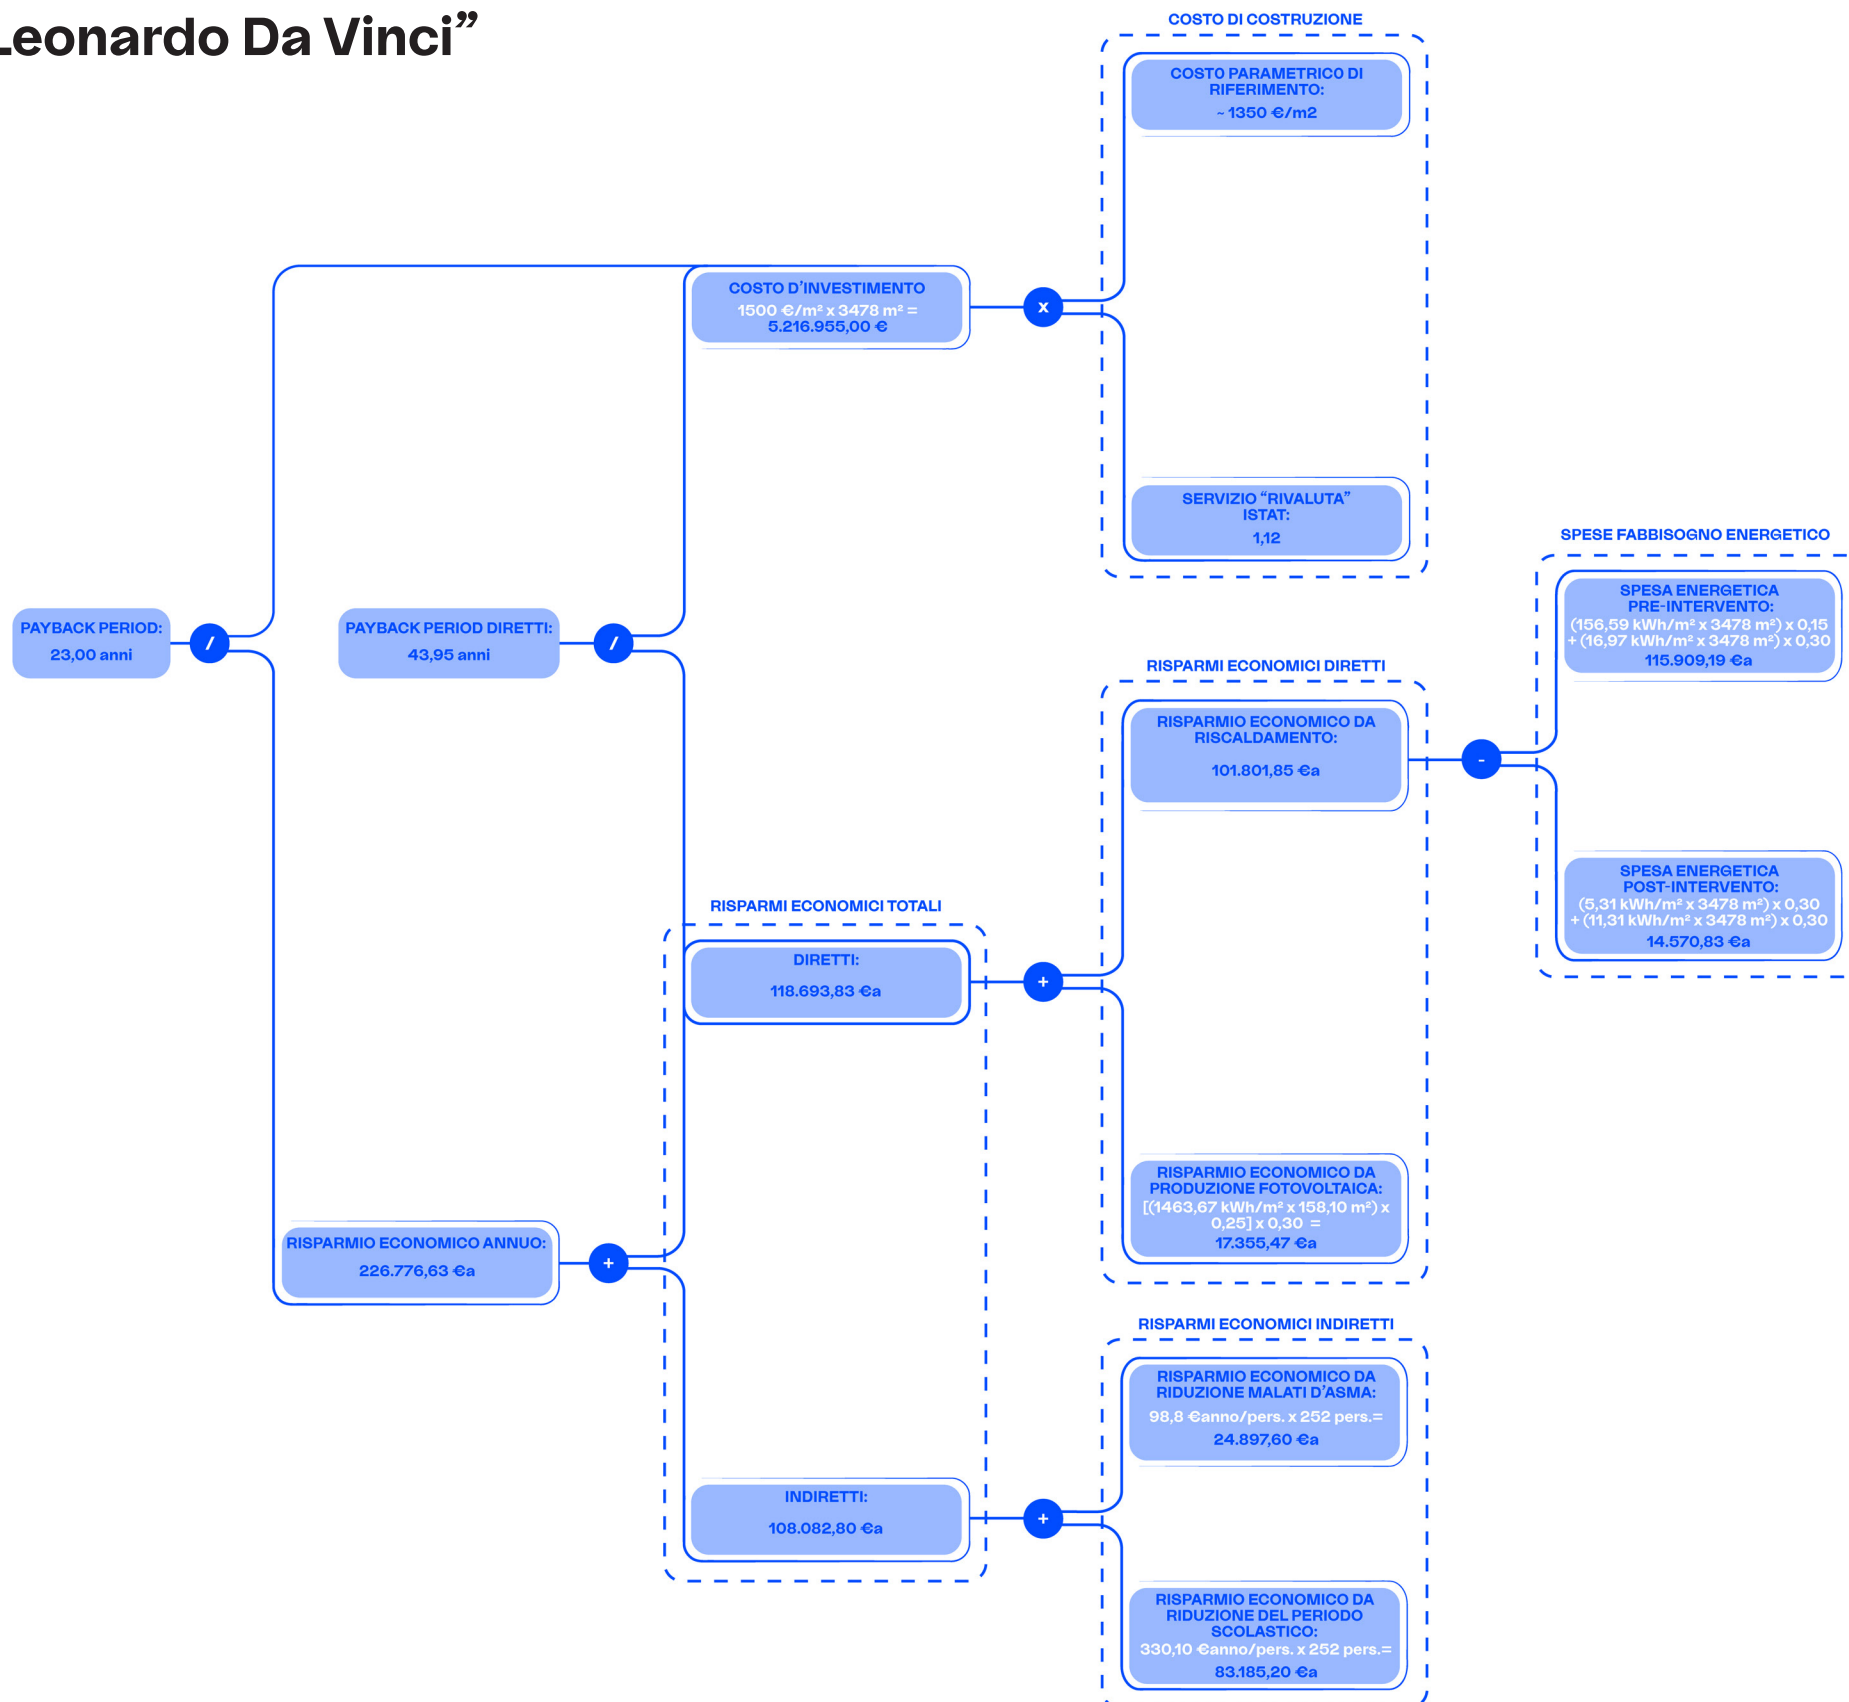 Leonardo Da Vinci”
COSTO DI COSTRUZIONE
COSTO PARAMETRICO DI
RIFERIMENTO:
~ 1350 €/m2
COSTO D’INVESTIMENTO
1500 €/m² x 3478 m² =
5.216.955,00 €
x
SERVIZIO “RIVALUTA”
ISTAT:
1,12
PAYBACK PERIOD:
23,00 anni
/
PAYBACK PERIOD DIRETTI:
43,95 anni
/
SPESE FABBISOGNO ENERGETICO
SPESA ENERGETICA
PRE-INTERVENTO:
(156,59 kWh/m² x 3478 m²) x 0,15
+ (16,97 kWh/m² x 3478 m²) x 0,30
115.909,19 €a
RISPARMI ECONOMICI DIRETTI
RISPARMIO ECONOMICO DA
RISCALDAMENTO:
101.801,85 €a
-
SPESA ENERGETICA
POST-INTERVENTO:
(5,31 kWh/m² x 3478 m²) x 0,30
+ (11,31 kWh/m² x 3478 m²) x 0,30
14.570,83 €a
RISPARMI ECONOMICI TOTALI
DIRETTI:
118.693,83 €a
+
RISPARMIO ECONOMICO DA
PRODUZIONE FOTOVOLTAICA:
[(1463,67 kWh/m² x 158,10 m²) x
0,25] x 0,30 =
17.355,47 €a
RISPARMIO ECONOMICO ANNUO:
226.776,63 €a
+
RISPARMI ECONOMICI INDIRETTI
RISPARMIO ECONOMICO DA
RIDUZIONE MALATI D’ASMA:
98,8 €anno/pers. x 252 pers.=
24.897,60 €a
INDIRETTI:
108.082,80 €a
+
RISPARMIO ECONOMICO DA
RIDUZIONE DEL PERIODO
SCOLASTICO:
330,10 €anno/pers. x 252 pers.=
83.185,20 €a